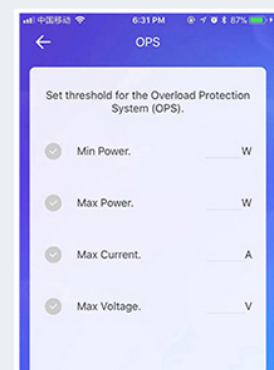 中国移动 6:31 PM 87%
OPS
Set threshold for the Overload Protection
System (OPS).
Min Power. W
Max Power. W
Max Current. A
Max Voltage. V